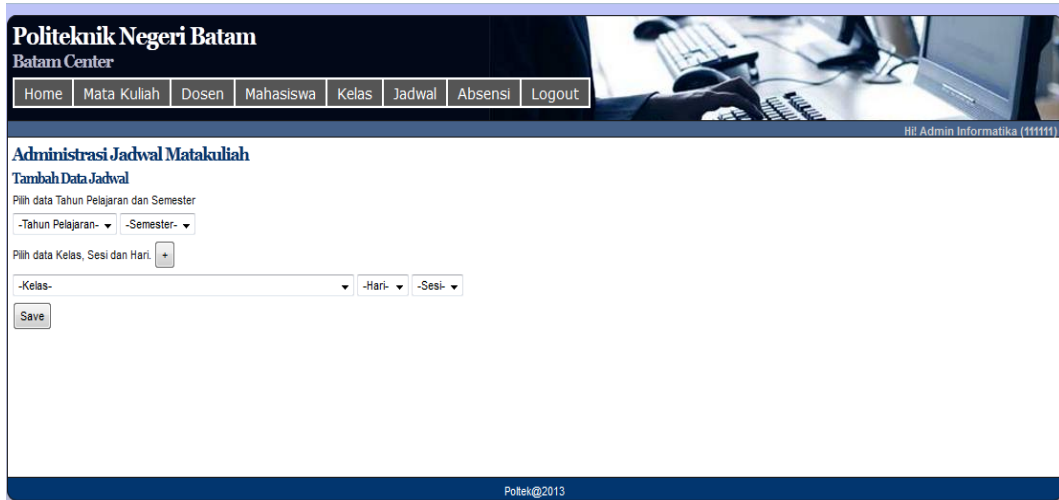 Politeknik Negeri Batam
Batam Center
Home Mata Kuliah Dosen Mahasiswa Kelas Jadwal Absensi Logout
Hi! Admin Informatika (111111)
Administrasi Jadwal Matakuliah
Tambah Data Jadwal
Pilih data Tahun Pelajaran dan Semester
-Tahun Pelajaran- -Semester-
Pilih data Kelas, Sesi dan Hari. +
-Kelas- -Hari- -Sesi-
Save
Poltek@2013